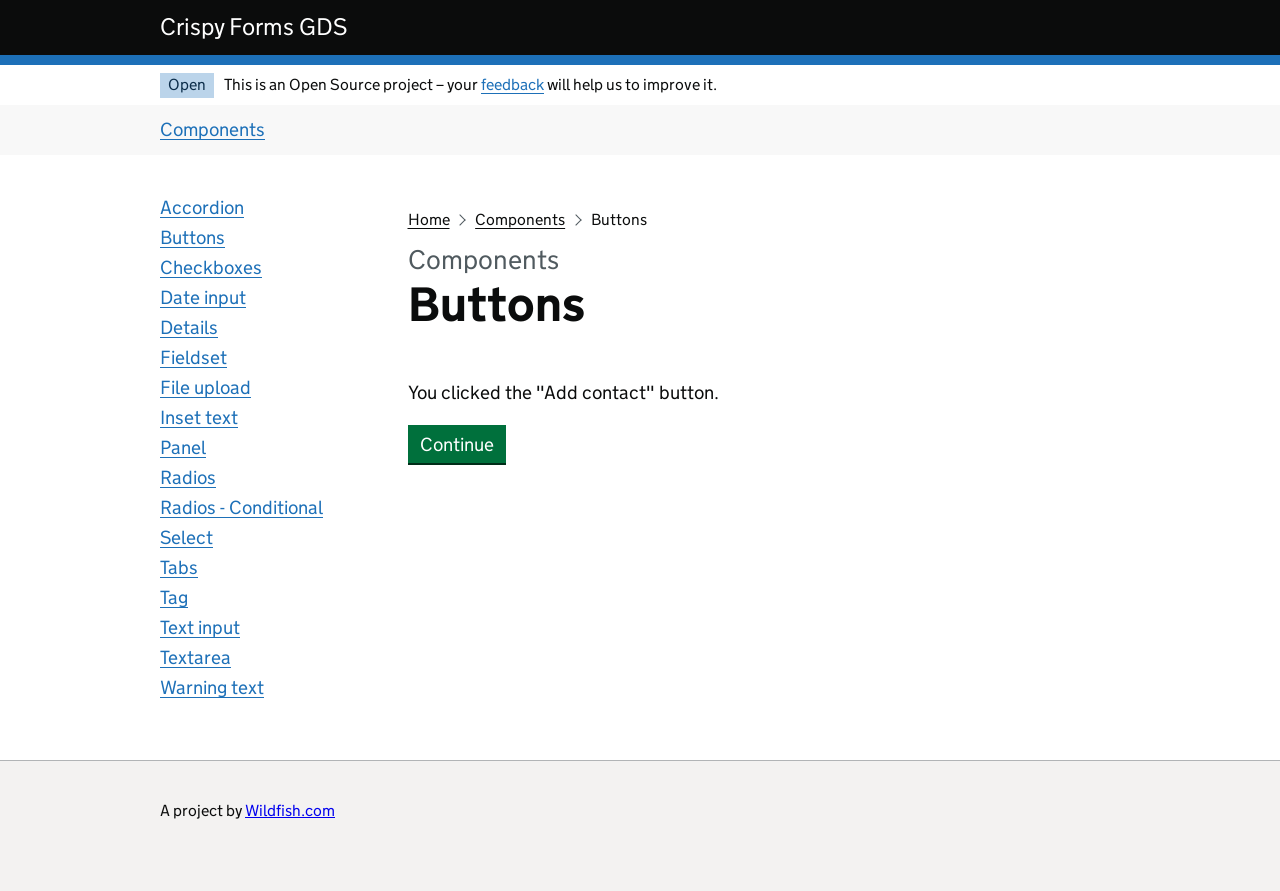 Crispy Forms GDS
Open This is an Open Source project – your feedback will help us to improve it.
Components
Accordion
Buttons
Checkboxes
Date input
Details
Fieldset
File upload
Inset text
Panel
Radios
Radios - Conditional
Select
Tabs
Tag
Text input
Textarea
Warning text
Home Components Buttons
Components
Buttons
You clicked the "Add contact" button.
Continue
A project by Wildfish.com